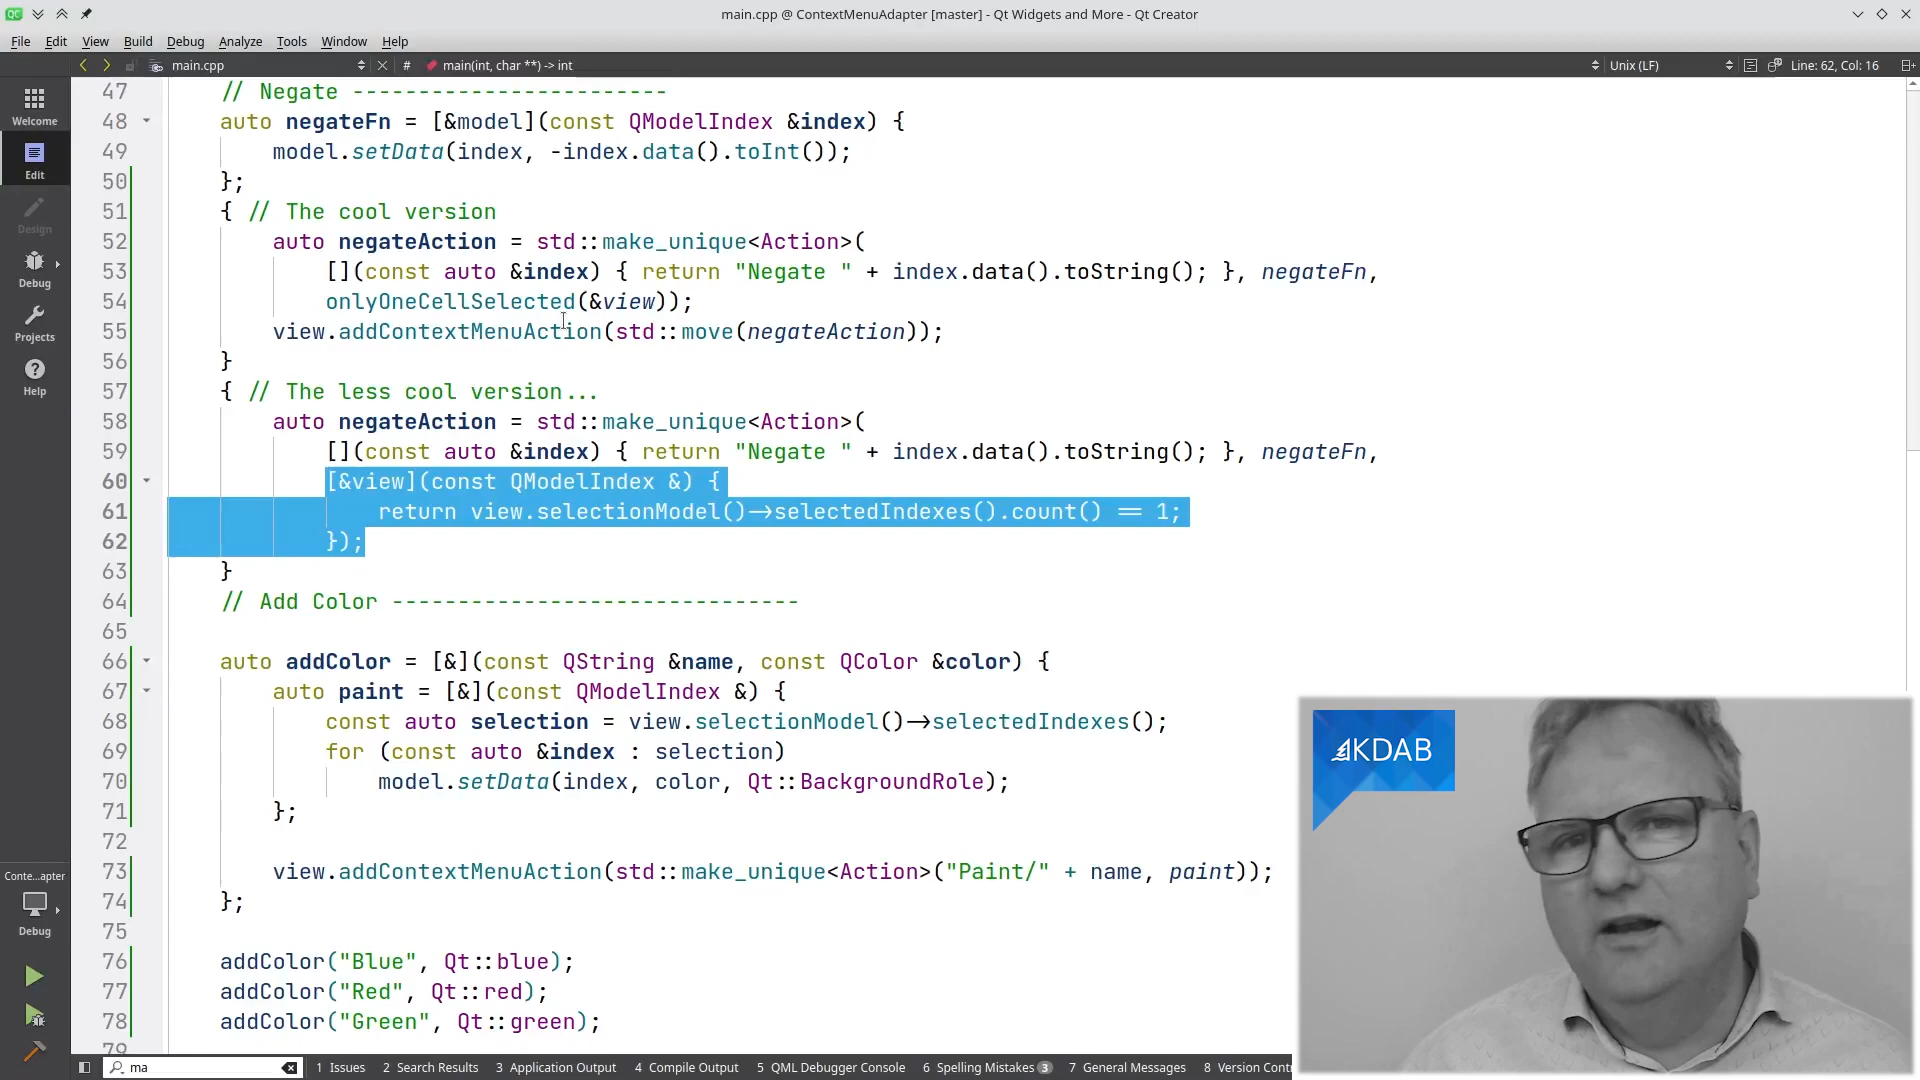 main.cpp @ ContextMenuAdapter [master] - Qt Widgets and More - Qt Creator
File Edit View Build Debug Analyze Tools Window Help
main.cpp # main(int, char **) -> int Unix (LF) Line: 62, Col: 16
Welcome
Edit
Design
Debug
Projects
Help
Conte...apter
Debug
47 // Negate ------------------------
48 auto negateFn = [&model](const QModelIndex &index) {
49 model.setData(index, -index.data().toInt());
50 };
51 { // The cool version
52 auto negateAction = std::make_unique<Action>(
53 [](const auto &index) { return "Negate " + index.data().toString(); }, negateFn,
54 onlyOneCellSelected(&view));
55 view.addContextMenuAction(std::move(negateAction));
56 }
57 { // The less cool version...
58 auto negateAction = std::make_unique<Action>(
59 [](const auto &index) { return "Negate " + index.data().toString(); }, negateFn,
60 [&view](const QModelIndex &) {
61 return view.selectionModel()->selectedIndexes().count() == 1;
62 });
63 }
64 // Add Color -------------------------------
65
66 auto addColor = [&](const QString &name, const QColor &color) {
67 auto paint = [&](const QModelIndex &) {
68 const auto selection = view.selectionModel()->selectedIndexes();
69 for (const auto &index : selection)
70 model.setData(index, color, Qt::BackgroundRole);
71 };
72
73 view.addContextMenuAction(std::make_unique<Action>("Paint/" + name, paint));
74 };
75
76 addColor("Blue", Qt::blue);
77 addColor("Red", Qt::red);
78 addColor("Green", Qt::green);
79
KDAB
ma 1 Issues 2 Search Results 3 Application Output 4 Compile Output 5 QML Debugger Console 6 Spelling Mistakes 3 7 General Messages 8 Version Cont